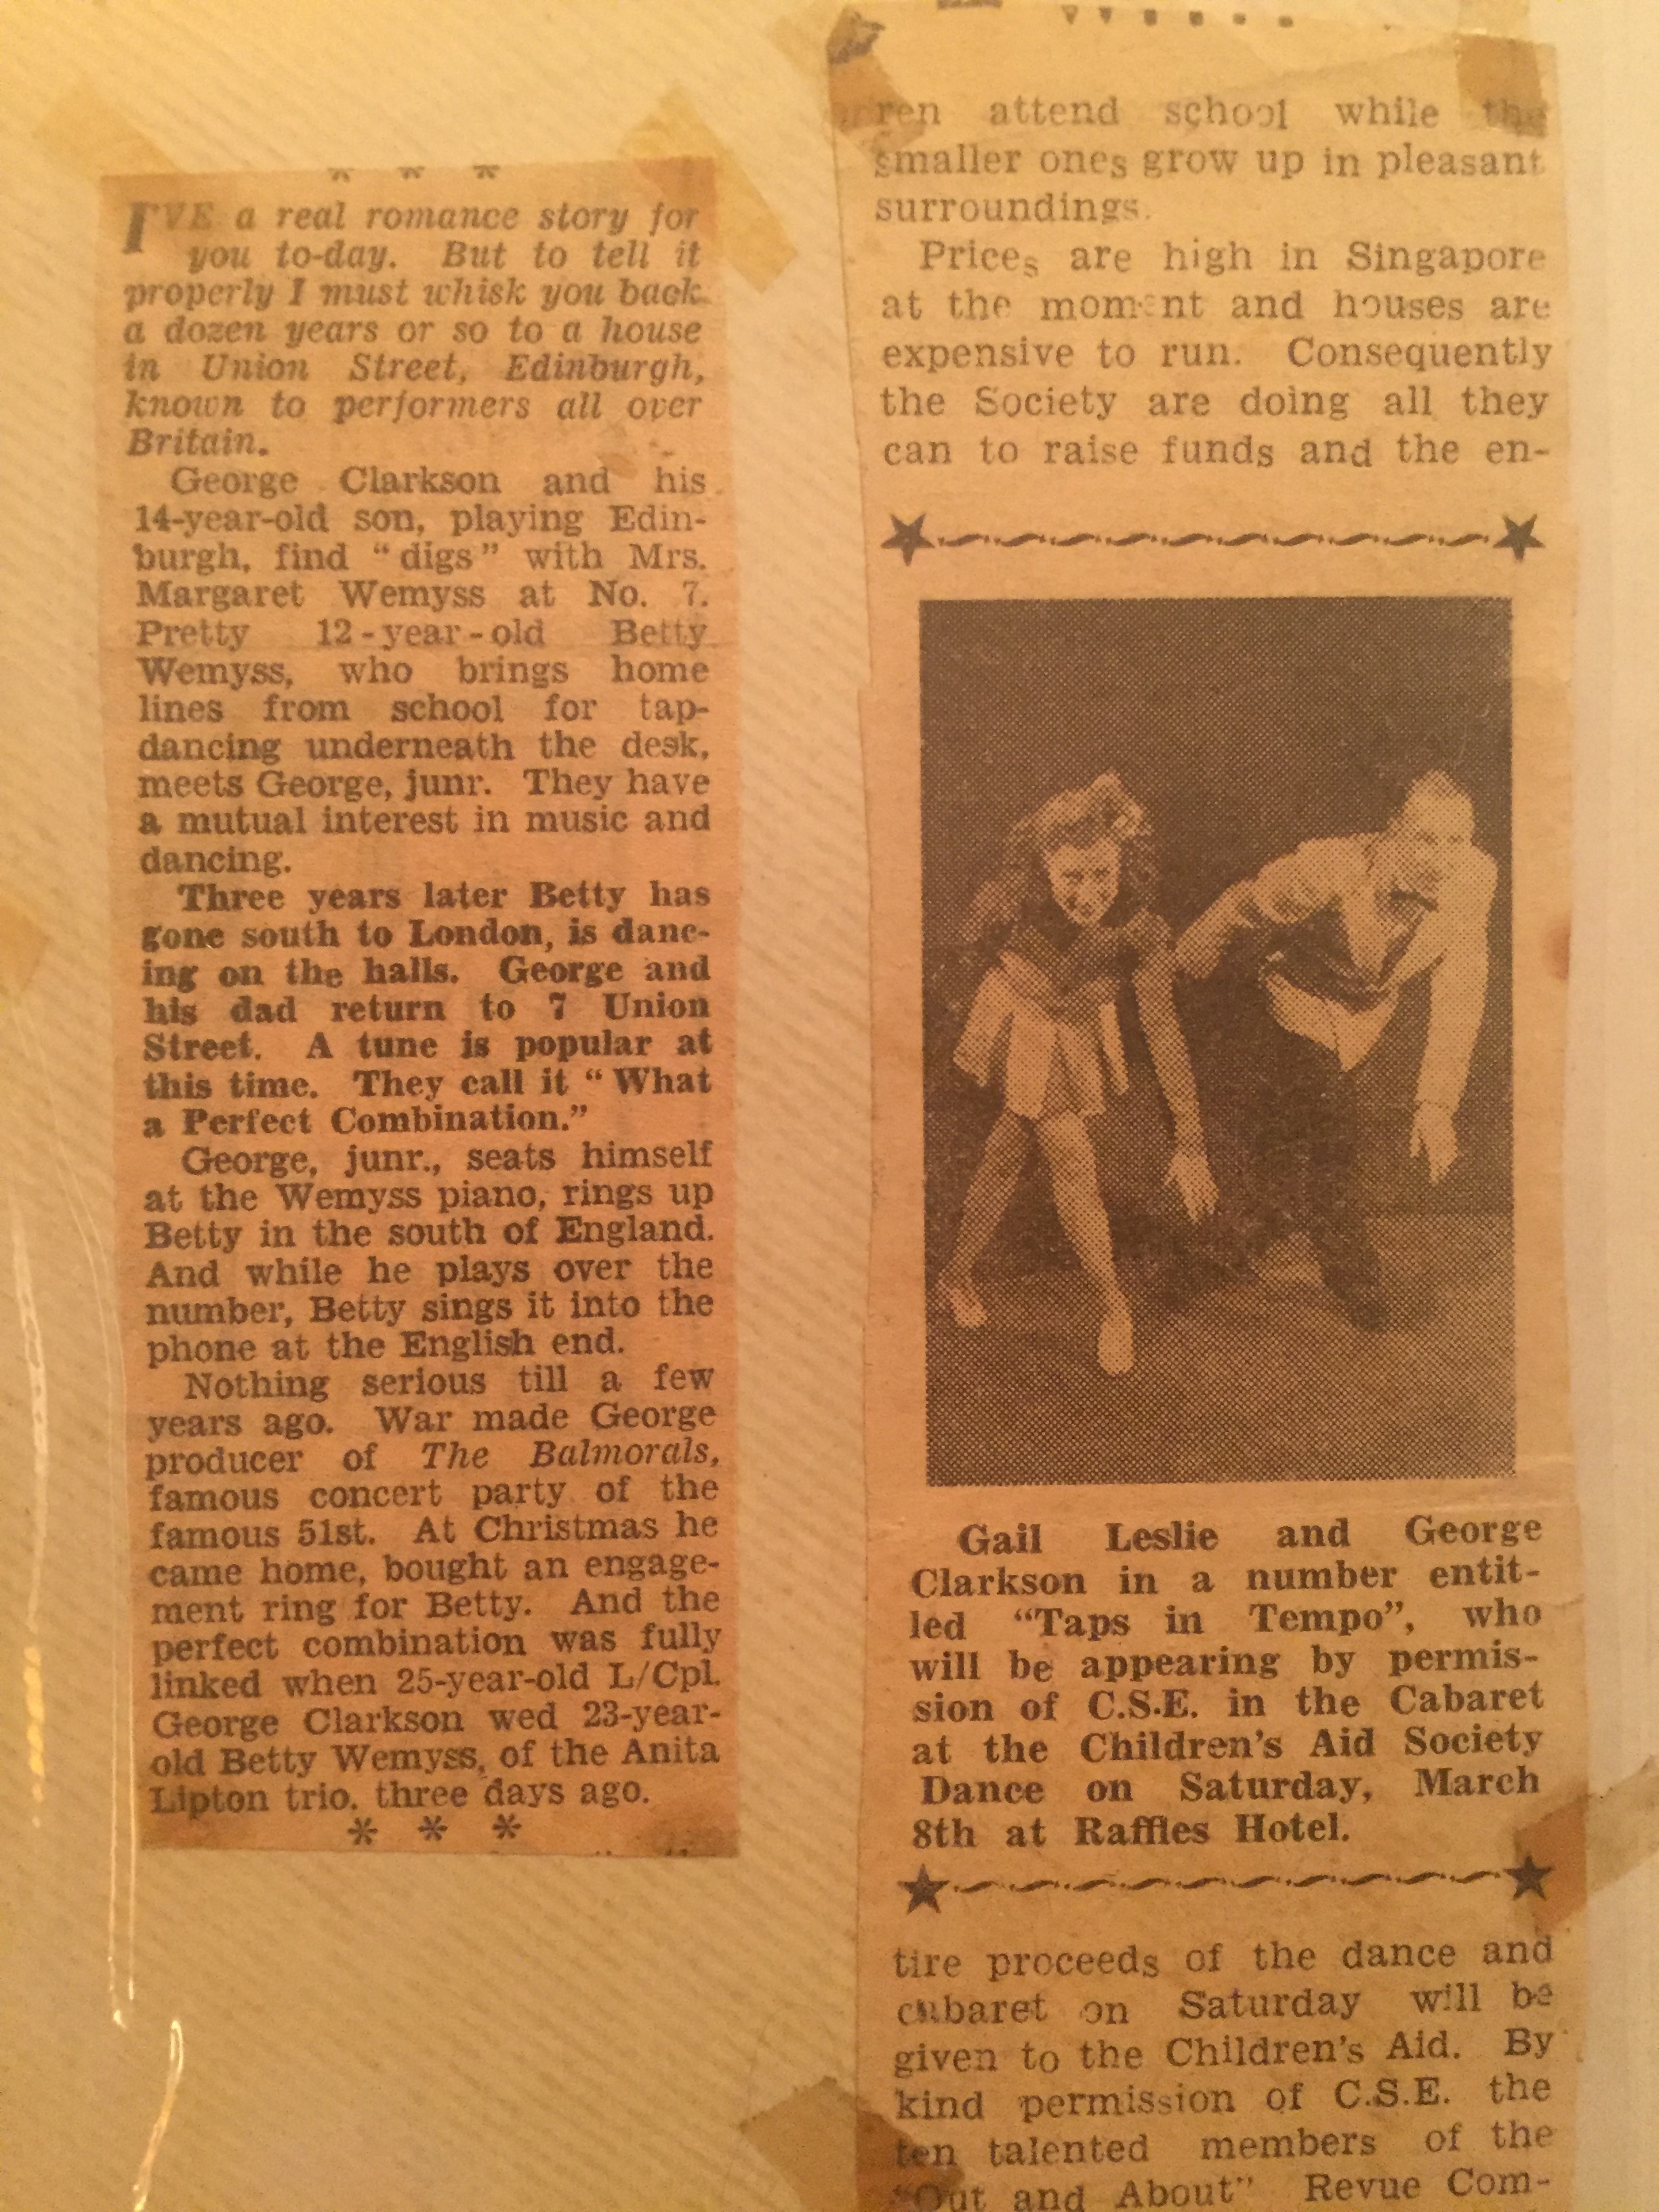 * * *
I'VE a real romance story for
you to-day. But to tell it
properly I must whisk you back
a dozen years or so to a house
in Union Street, Edinburgh,
known to performers all over
Britain.
George Clarkson and his
14-year-old son, playing Edin-
burgh, find "digs" with Mrs.
Margaret Wemyss at No. 7.
Pretty 12-year-old Betty
Wemyss, who brings home
lines from school for tap-
dancing underneath the desk,
meets George, junr. They have
a mutual interest in music and
dancing.
Three years later Betty has
gone south to London, is danc-
ing on the halls. George and
his dad return to 7 Union
Street. A tune is popular at
this time. They call it "What
a Perfect Combination."
George, junr., seats himself
at the Wemyss piano, rings up
Betty in the south of England.
And while he plays over the
number, Betty sings it into the
phone at the English end.
Nothing serious till a few
years ago. War made George
producer of The Balmorals,
famous concert party of the
famous 51st. At Christmas he
came home, bought an engage-
ment ring for Betty. And the
perfect combination was fully
linked when 25-year-old L/Cpl.
George Clarkson wed 23-year-
old Betty Wemyss, of the Anita
Lipton trio, three days ago.
* * *
ren attend school while the
smaller ones grow up in pleasant
surroundings.
Prices are high in Singapore
at the moment and houses are
expensive to run. Consequently
the Society are doing all they
can to raise funds and the en-
Gail Leslie and George
Clarkson in a number entit-
led "Taps in Tempo", who
will be appearing by permis-
sion of C.S.E. in the Cabaret
at the Children's Aid Society
Dance on Saturday, March
8th at Raffles Hotel.
tire proceeds of the dance and
cabaret on Saturday will be
given to the Children's Aid. By
kind permission of C.S.E. the
ten talented members of the
"Out and About" Revue Com-